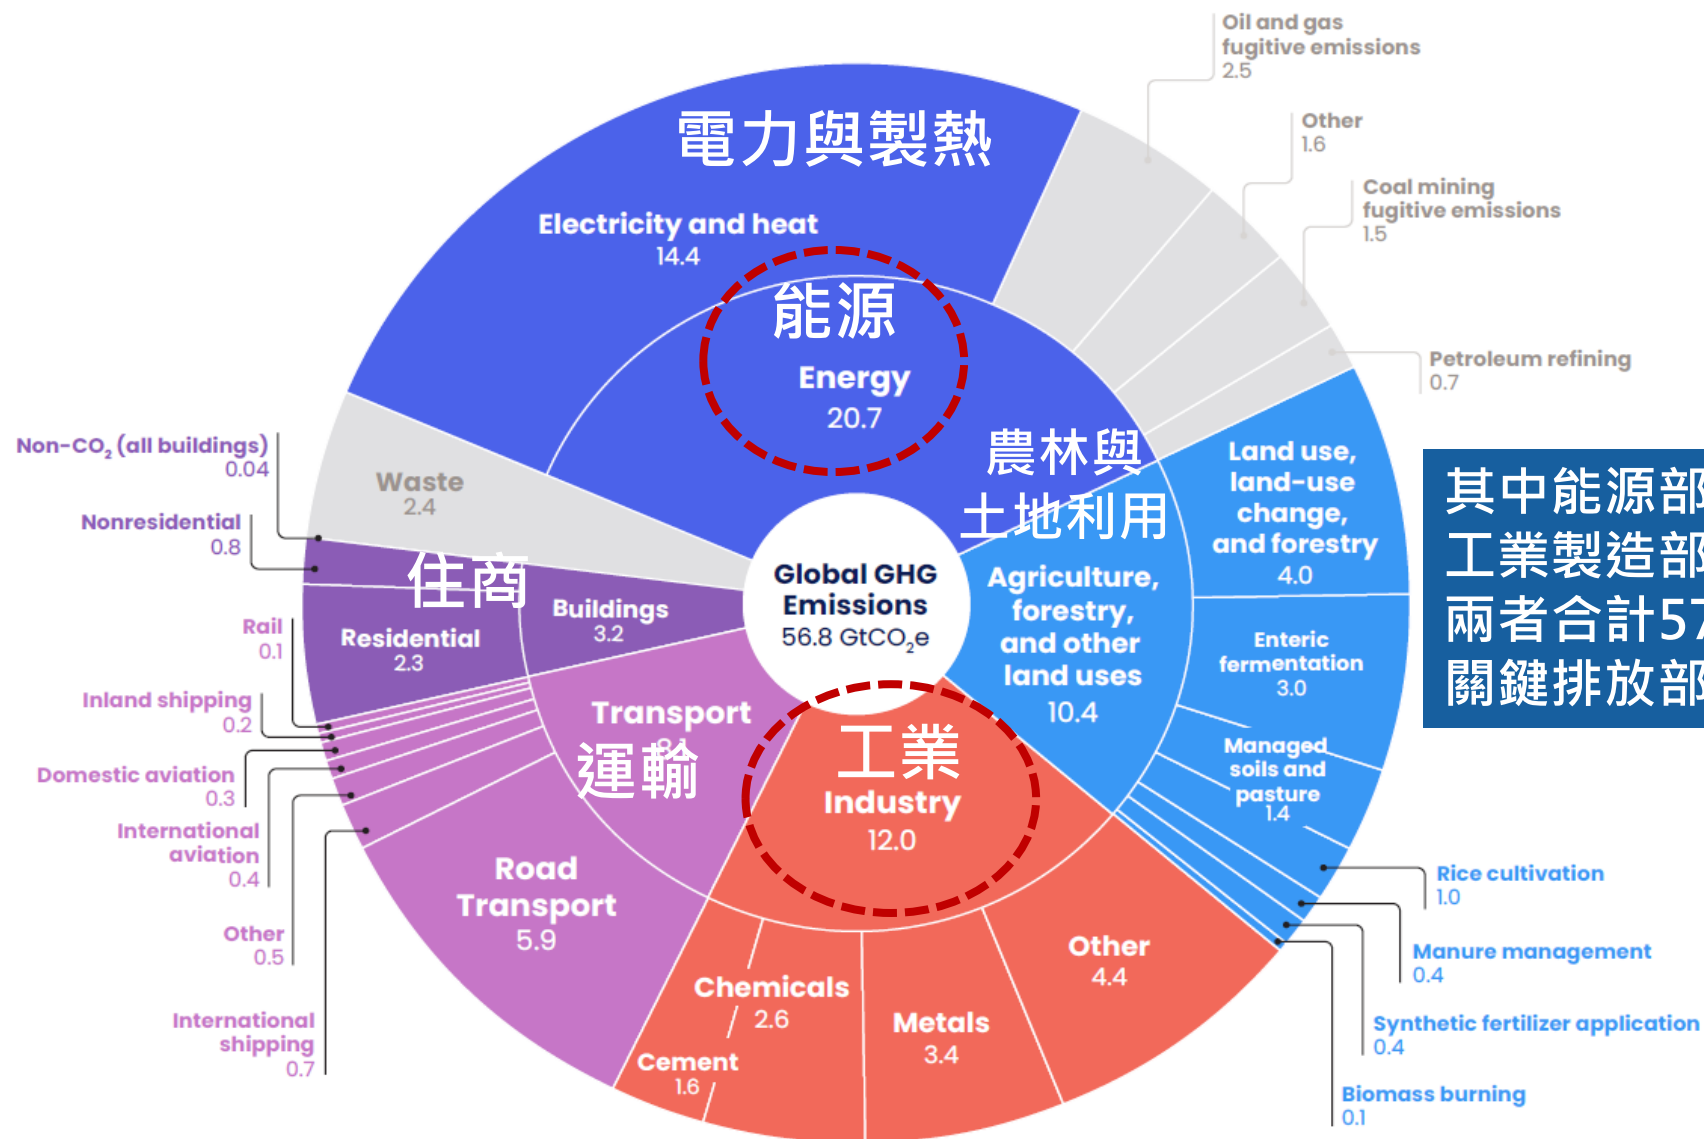 Oil and gas
fugitive emissions
2.5
Other
1.6
Coal mining
fugitive emissions
1.5
Petroleum refining
0.7
電力與製熱
Electricity and heat
14.4
能源
Energy
20.7
農林與
土地利用
Land use,
land-use
change,
and forestry
4.0
Agriculture,
forestry,
and other
land uses
10.4
Enteric
fermentation
3.0
Managed
soils and
pasture
1.4
Rice cultivation
1.0
Manure management
0.4
Synthetic fertilizer application
0.4
Biomass burning
0.1
Global GHG
Emissions
56.8 GtCO₂e
工業
Industry
12.0
Other
4.4
Metals
3.4
Chemicals
2.6
Cement
1.6
Transport
運輸
Road
Transport
5.9
International
shipping
0.7
Other
0.5
International
aviation
0.4
Domestic aviation
0.3
Inland shipping
0.2
Rail
0.1
住商
Buildings
3.2
Residential
2.3
Nonresidential
0.8
Non-CO₂ (all buildings)
0.04
Waste
2.4
其中能源部
工業製造部
兩者合計57
關鍵排放部